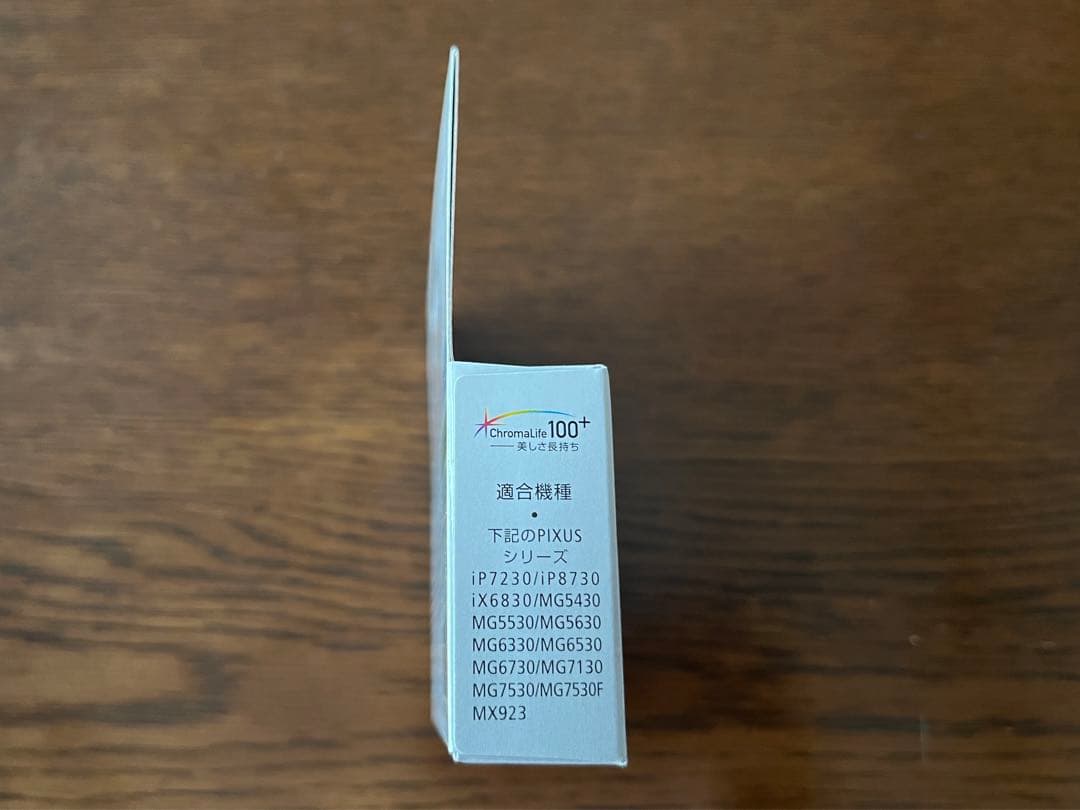 ChromaLife100+
美しさ長持ち
適合機種
●
下記のPIXUS
シリーズ
iP7230/iP8730
iX6830/MG5430
MG5530/MG5630
MG6330/MG6530
MG6730/MG7130
MG7530/MG7530F
MX923